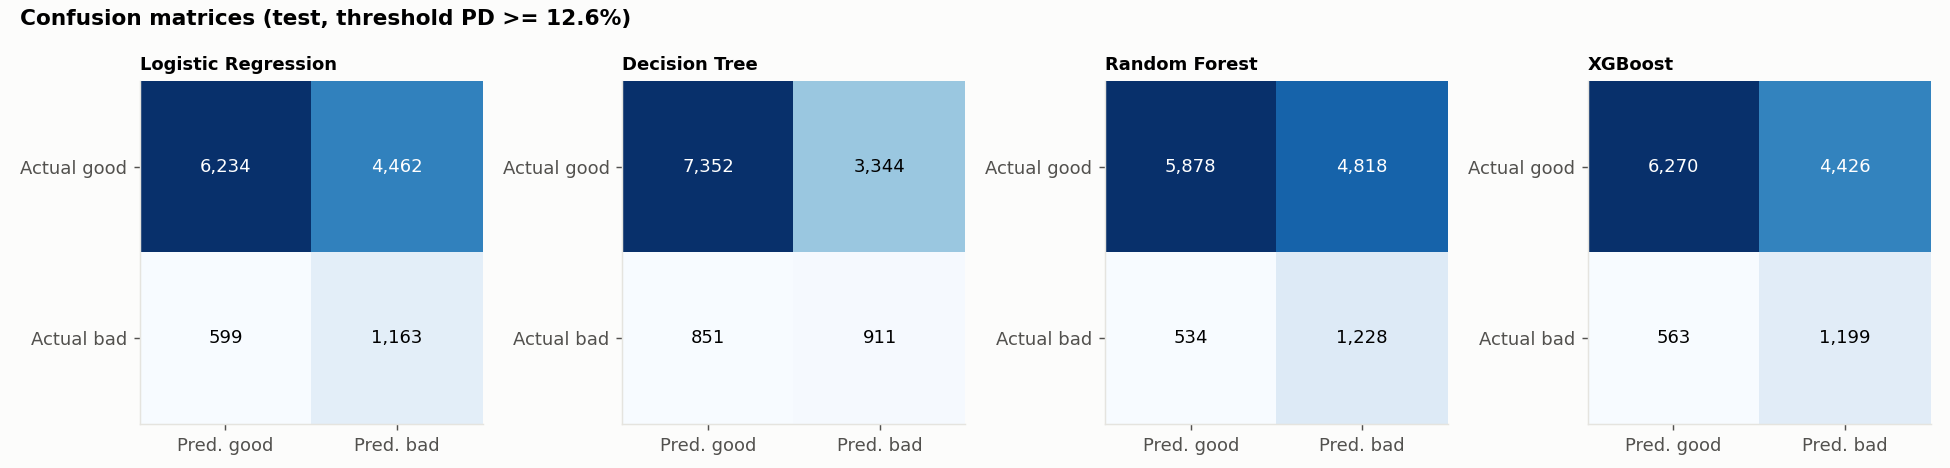 Confusion matrices (test, threshold PD >= 12.6%)
Logistic Regression
Actual good
6,234
4,462
Actual bad
599
1,163
Pred. good
Pred. bad
Decision Tree
Actual good
7,352
3,344
Actual bad
851
911
Pred. good
Pred. bad
Random Forest
Actual good
5,878
4,818
Actual bad
534
1,228
Pred. good
Pred. bad
XGBoost
Actual good
6,270
4,426
Actual bad
563
1,199
Pred. good
Pred. bad